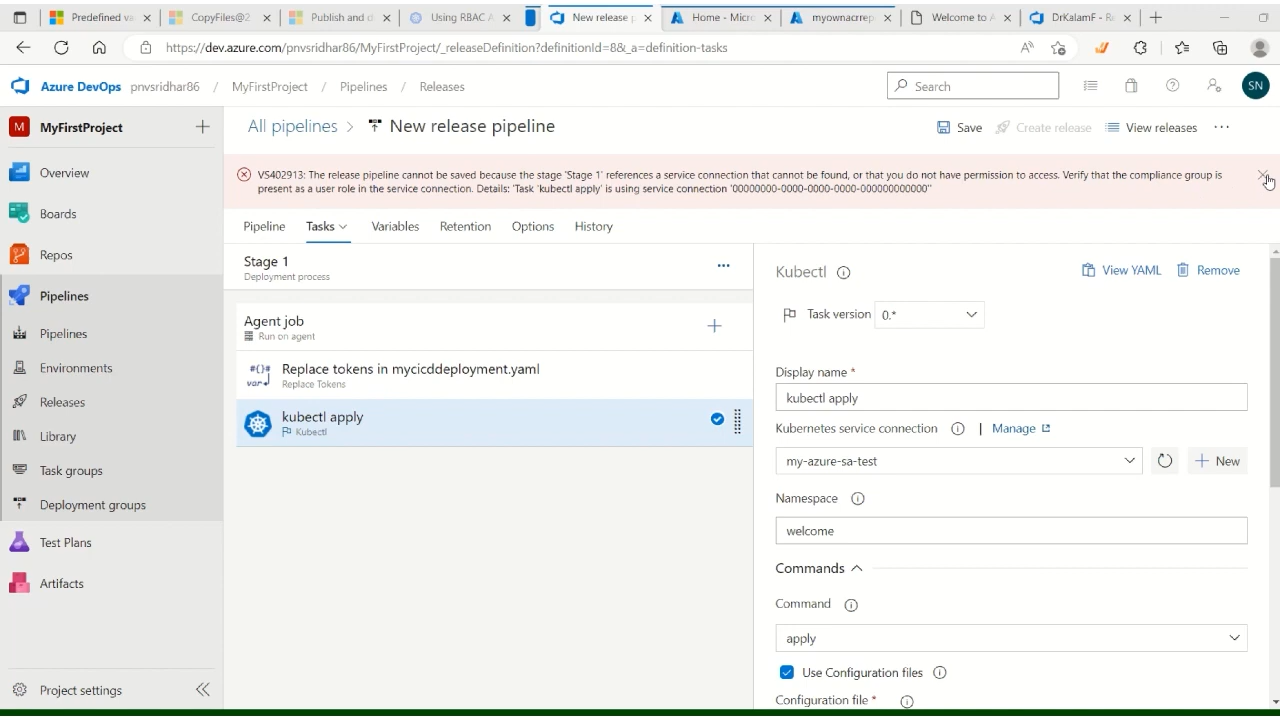 Predefined va
CopyFiles@2
Publish and d
Using RBAC A
New release p
Home - Micr
myownacrrep
Welcome to A
DrKalamF - R
https://dev.azure.com/pnvsridhar86/MyFirstProject/_releaseDefinition?definitionId=8&_a=definition-tasks
Azure DevOps pnvsridhar86 / MyFirstProject / Pipelines / Releases
Search
SN
M MyFirstProject
All pipelines > New release pipeline
Save Create release View releases
VS402913: The release pipeline cannot be saved because the stage 'Stage 1' references a service connection that cannot be found, or that you do not have permission to access. Verify that the compliance group is
present as a user role in the service connection. Details: 'Task 'kubectl apply' is using service connection '00000000-0000-0000-0000-000000000000''
Overview
Boards
Repos
Pipelines
Pipelines
Environments
Releases
Library
Task groups
Deployment groups
Test Plans
Artifacts
Project settings
Pipeline Tasks Variables Retention Options History
Stage 1
Deployment process
Agent job
Run on agent
Replace tokens in mycicddeployment.yaml
#{}#
var
Replace Tokens
kubectl apply
Kubectl
Kubectl
View YAML Remove
Task version 0.*
Display name *
kubectl apply
Kubernetes service connection | Manage
my-azure-sa-test
New
Namespace
welcome
Commands
Command
apply
Use Configuration files
Configuration file *